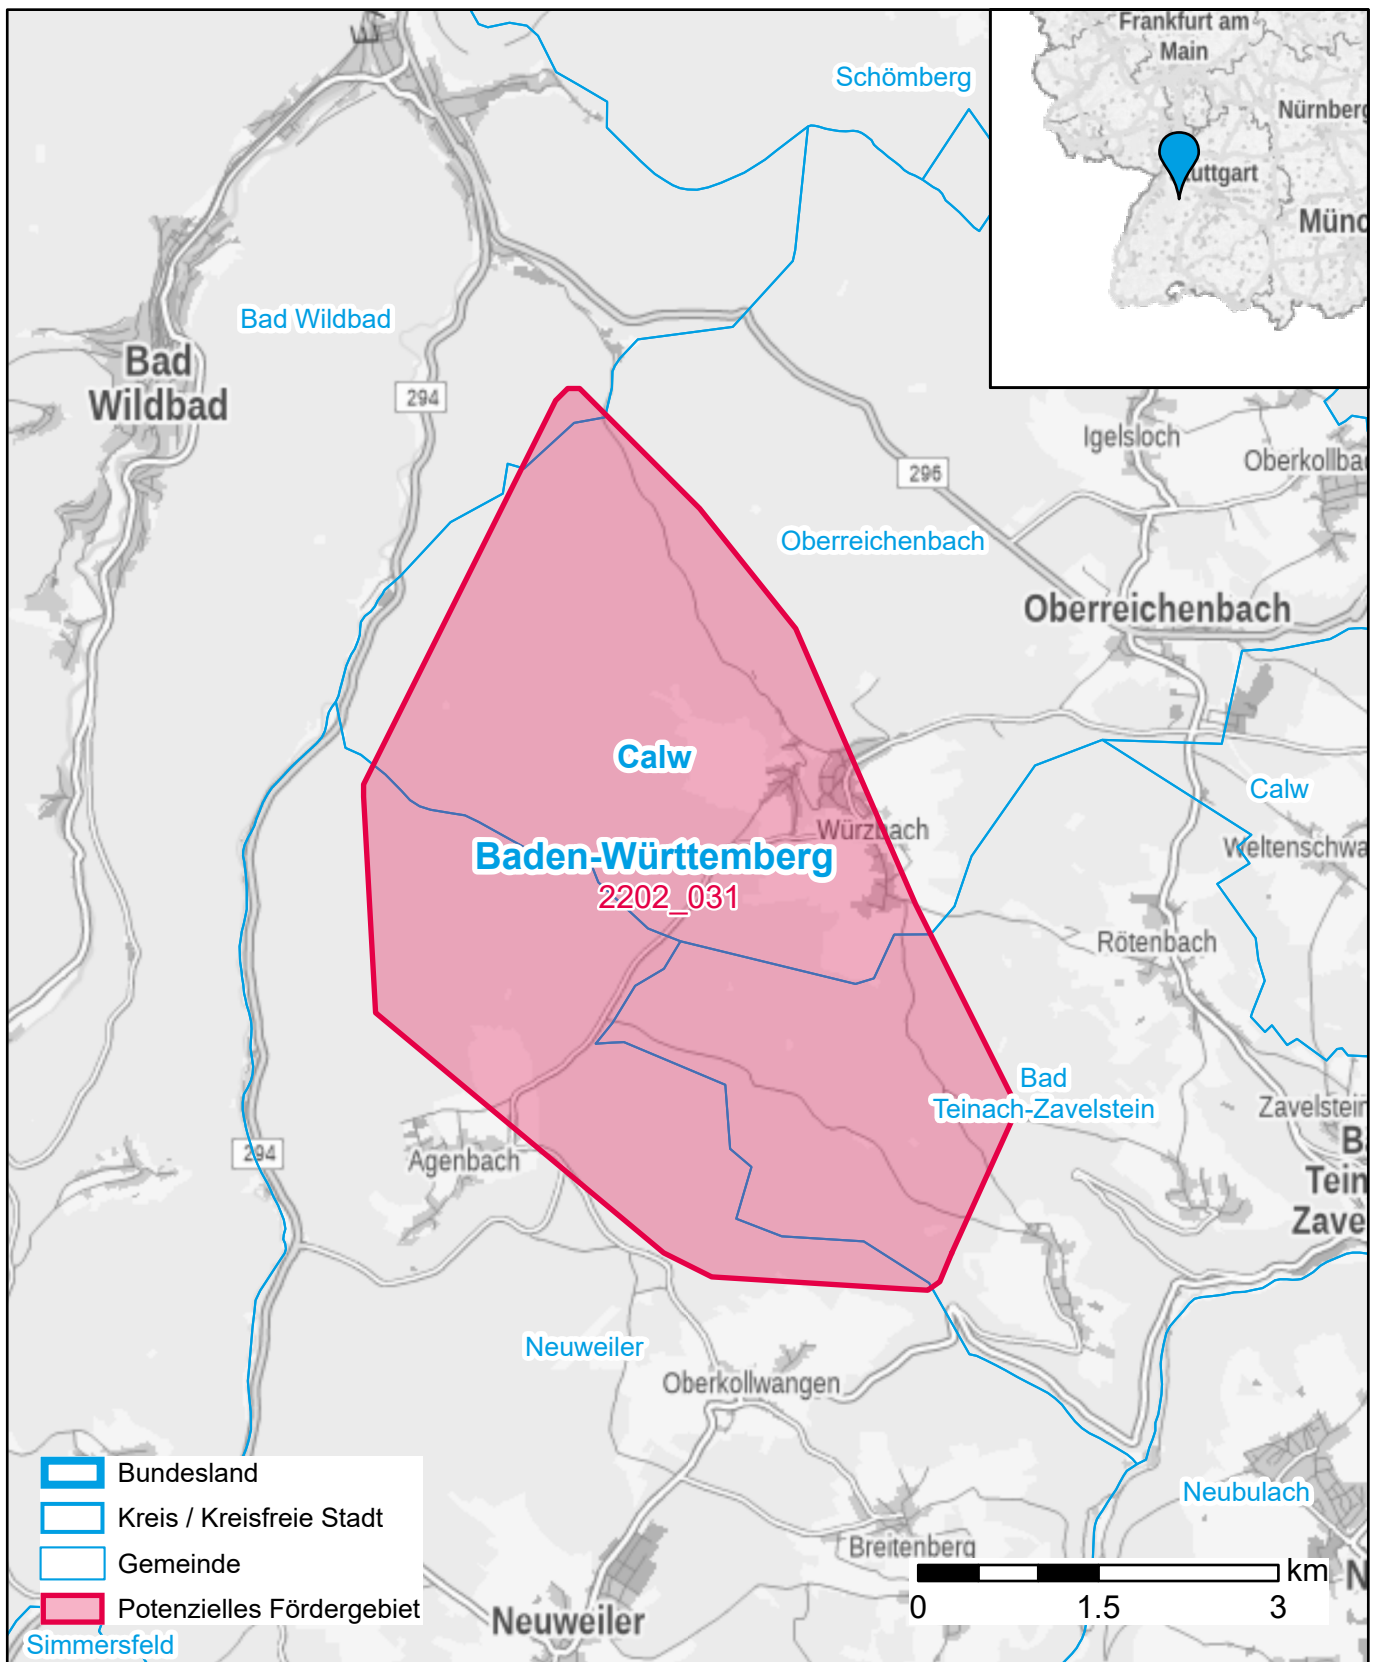 Frankfurt am
Main
Nürnberg
Stuttgart
Münc
Schömberg
Bad Wildbad
Bad
Wildbad
294
Igelsloch
Oberkollba
296
Oberreichenbach
Oberreichenbach
Calw
Calw
Würzbach
Weltenschwa
Baden-Württemberg
2202_031
Rötenbach
Bad
Teinach-Zavelstein
Zavelstein
Ba
Tein
Zave
294
Agenbach
Neuweiler
Oberkollwangen
Neubulach
Breitenberg
N
Neuweiler
Simmersfeld
Bundesland
Kreis / Kreisfreie Stadt
Gemeinde
Potenzielles Fördergebiet
km
0 1.5 3